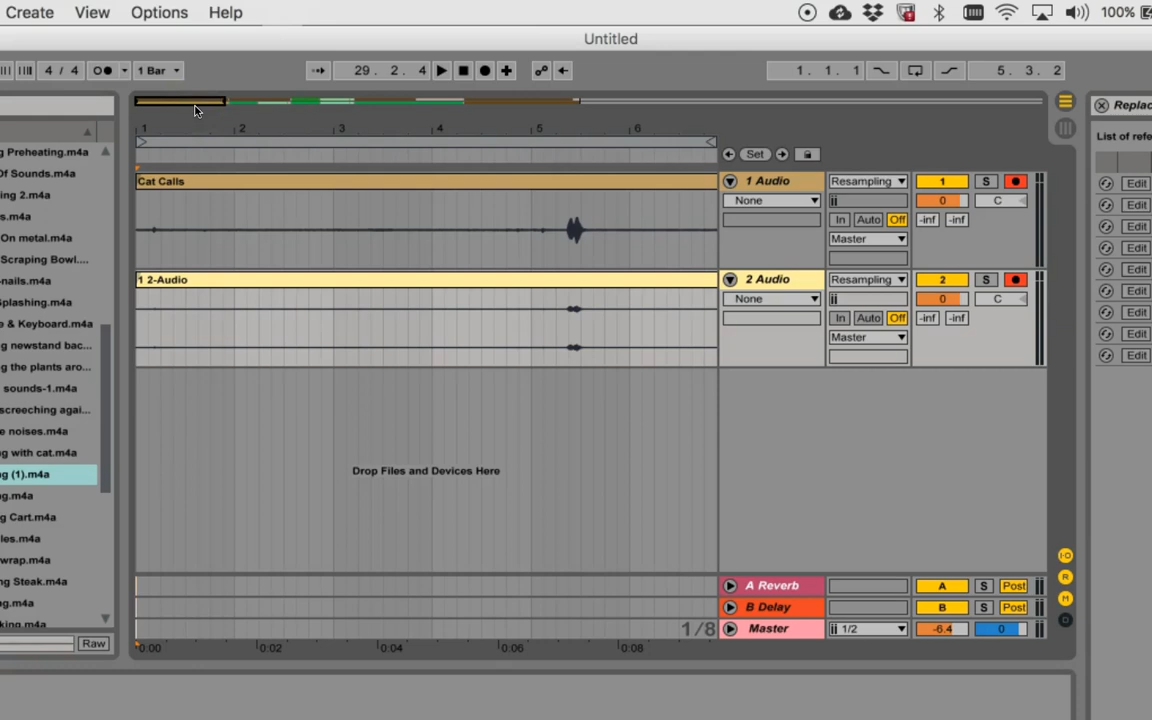 Create View Options Help 100%
Untitled
4 / 4 1 Bar 29. 2. 4 1. 1. 1 5. 3. 2
Replac
1 2 3 4 5 6
List of refe
Set
g Preheating.m4a
Of Sounds.m4a
ing 2.m4a
s.m4a
On metal.m4a
Scraping Bowl....
-nails.m4a
Splashing.m4a
e & Keyboard.m4a
ng newstand bac...
g the plants aro...
sounds-1.m4a
screeching agai...
e noises.m4a
ng with cat.m4a
g (1).m4a
ng.m4a
g Cart.m4a
les.m4a
wrap.m4a
ng Steak.m4a
ng.m4a
king.m4a
Raw
Cat Calls 1 Audio Resampling 1 S
None 0 C
In Auto Off -inf -inf
Master
1 2-Audio 2 Audio Resampling 2 S
None 0 C
In Auto Off -inf -inf
Master
Edit
Edit
Edit
Edit
Edit
Edit
Edit
Edit
Edit
Drop Files and Devices Here
I·O
R
M
D
A Reverb A S Post
B Delay B S Post
1/8 Master 1/2 -6.4 0
0:00 0:02 0:04 0:06 0:08